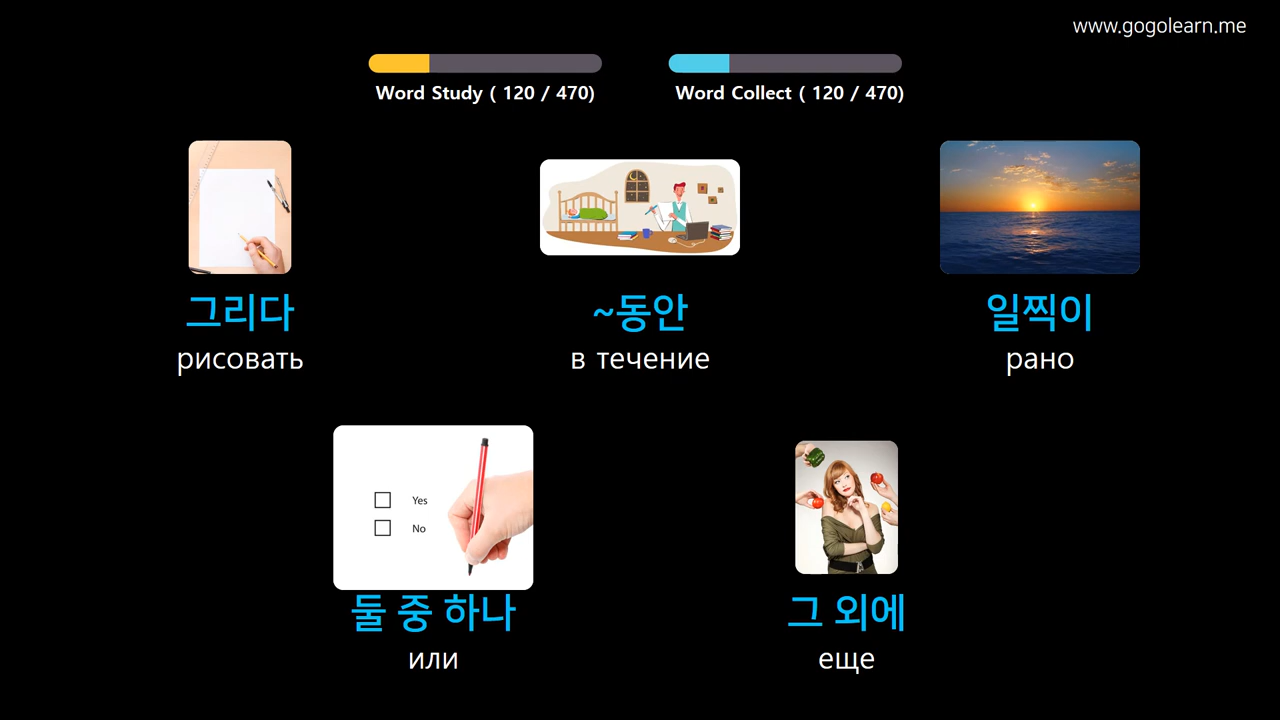 www.gogolearn.me
Word Study ( 120 / 470)
Word Collect ( 120 / 470)
그리다
рисовать
~동안
в течение
일찍이
рано
Yes
No
둘 중 하나
или
그 외에
еще